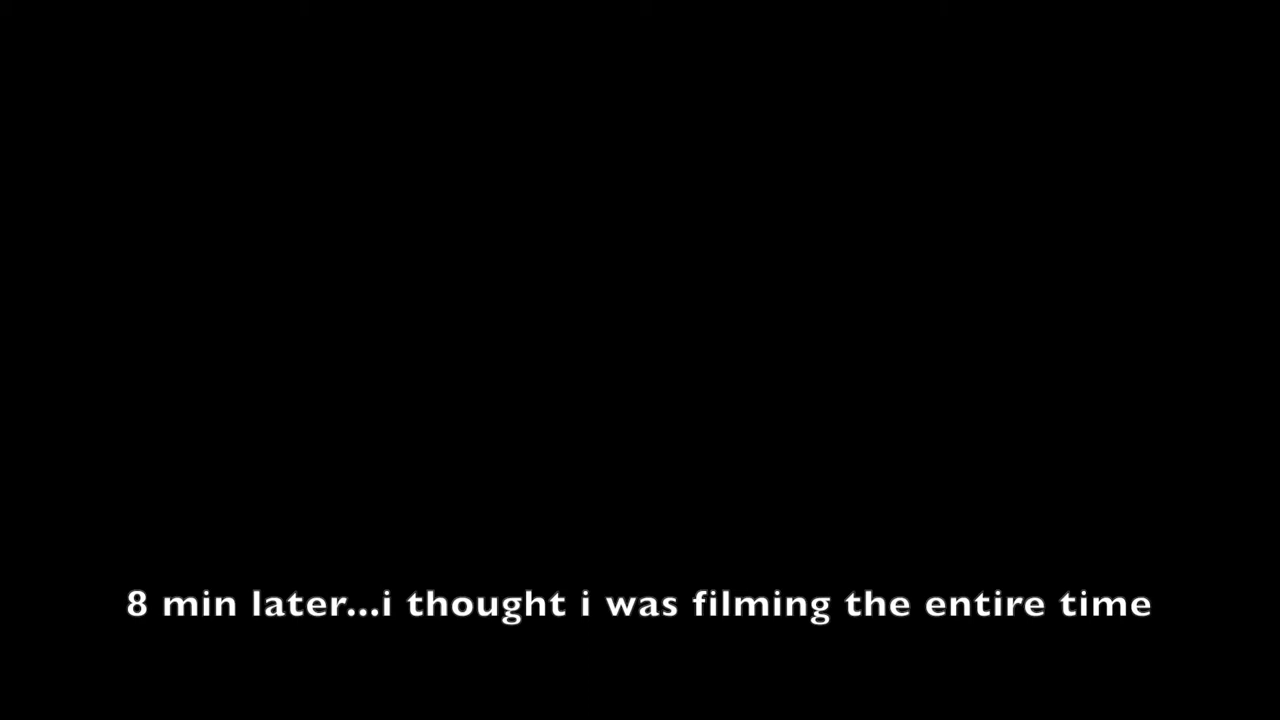 8 min later...i thought i was filming the entire time